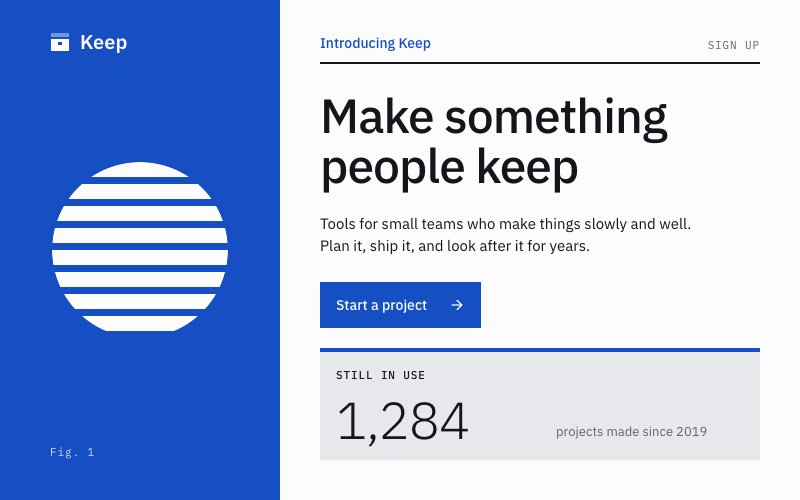 Keep
Fig. 1
Introducing Keep
SIGN UP
Make something
people keep
Tools for small teams who make things slowly and well.
Plan it, ship it, and look after it for years.
Start a project
STILL IN USE
1,284
projects made since 2019